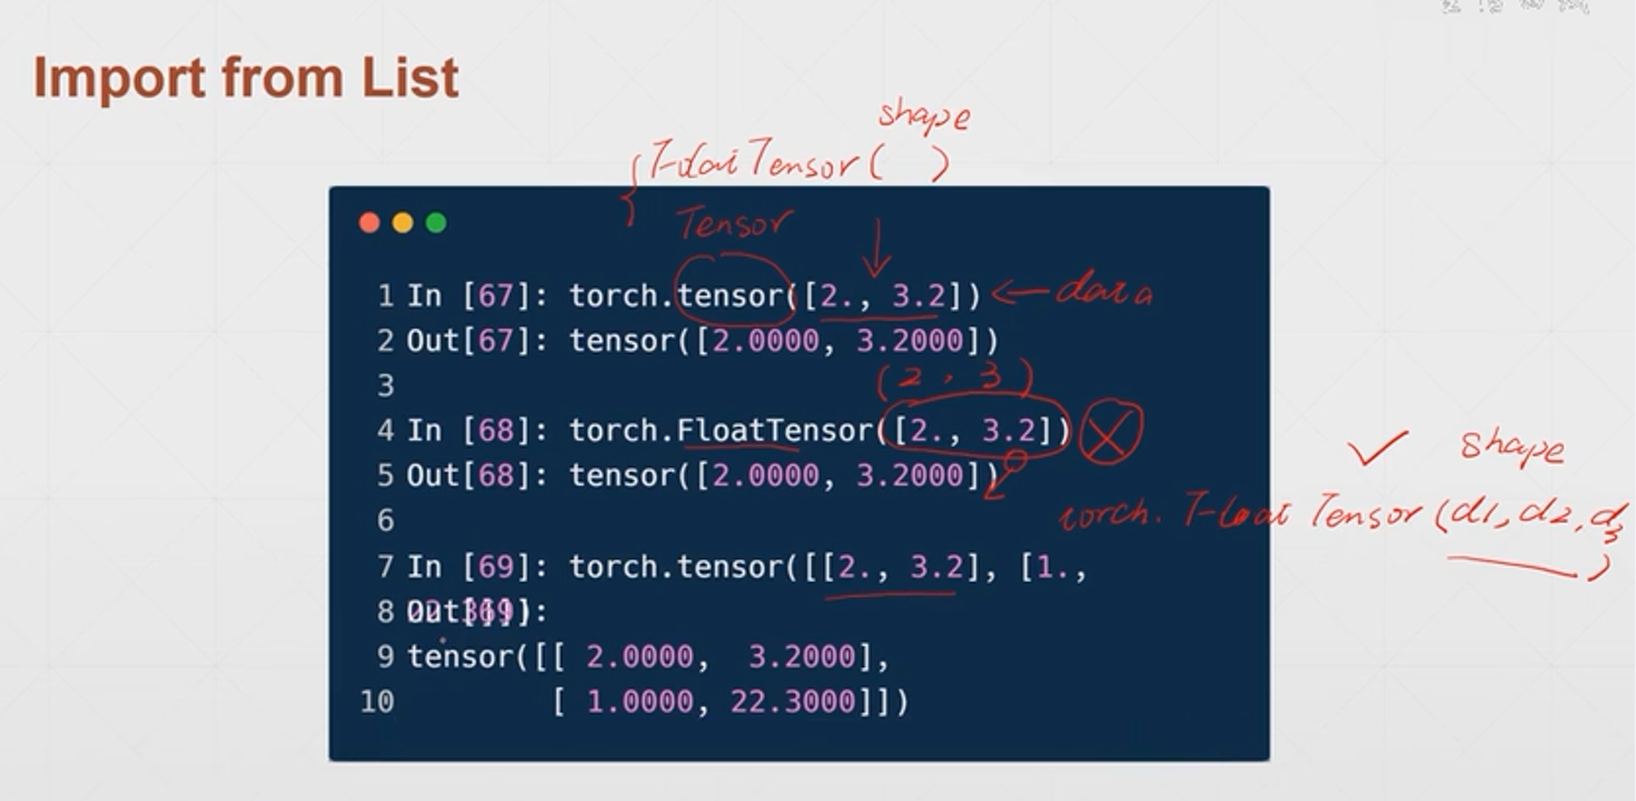 Import from List
shape
{ FloatTensor( )
Tensor
1 In [67]: torch.tensor([2., 3.2]) ← data
2 Out[67]: tensor([2.0000, 3.2000])
3
(2, 3)
4 In [68]: torch.FloatTensor([2., 3.2])
5 Out[68]: tensor([2.0000, 3.2000])
✓ shape
6
torch. Float Tensor (d1, d2, d3)
7 In [69]: torch.tensor([[2., 3.2], [1.,
8 Out[69]:
9 tensor([[ 2.0000, 3.2000],
10 [ 1.0000, 22.3000]])